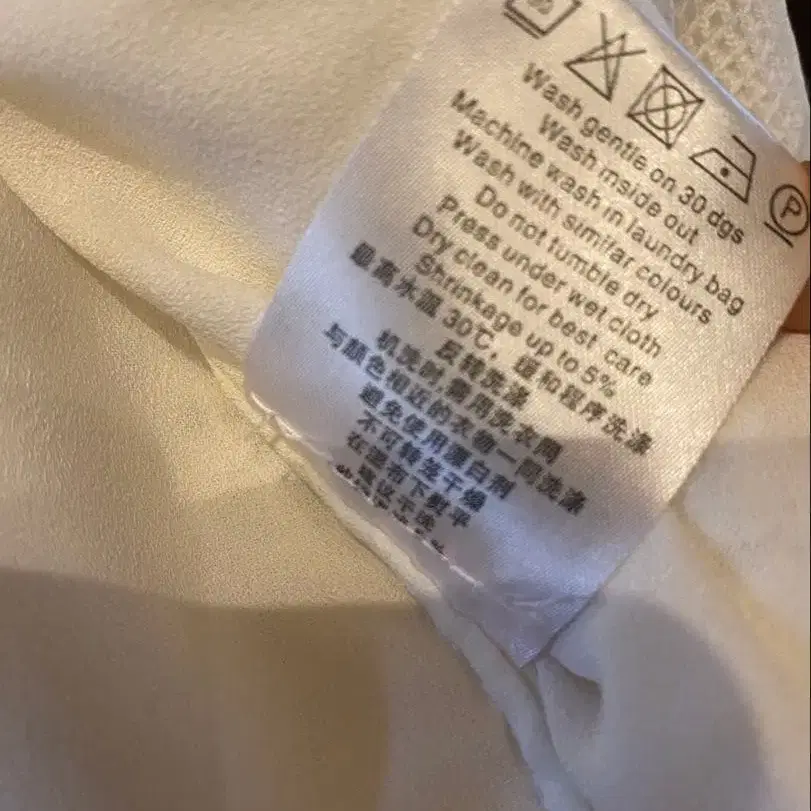 P
Wash gentle on 30 dgs
Wash inside out
Machine wash in laundry bag
Wash with similar colours
Do not tumble dry
Press under wet cloth
Dry clean for best care
Shrinkage up to 5%
最高水温 30℃，缓和程序洗涤
反转洗涤
机洗时需用洗衣网
与颜色相近的衣物一同洗涤
避免使用漂白剂
不可转笼干燥
在湿布下熨平
建议干洗